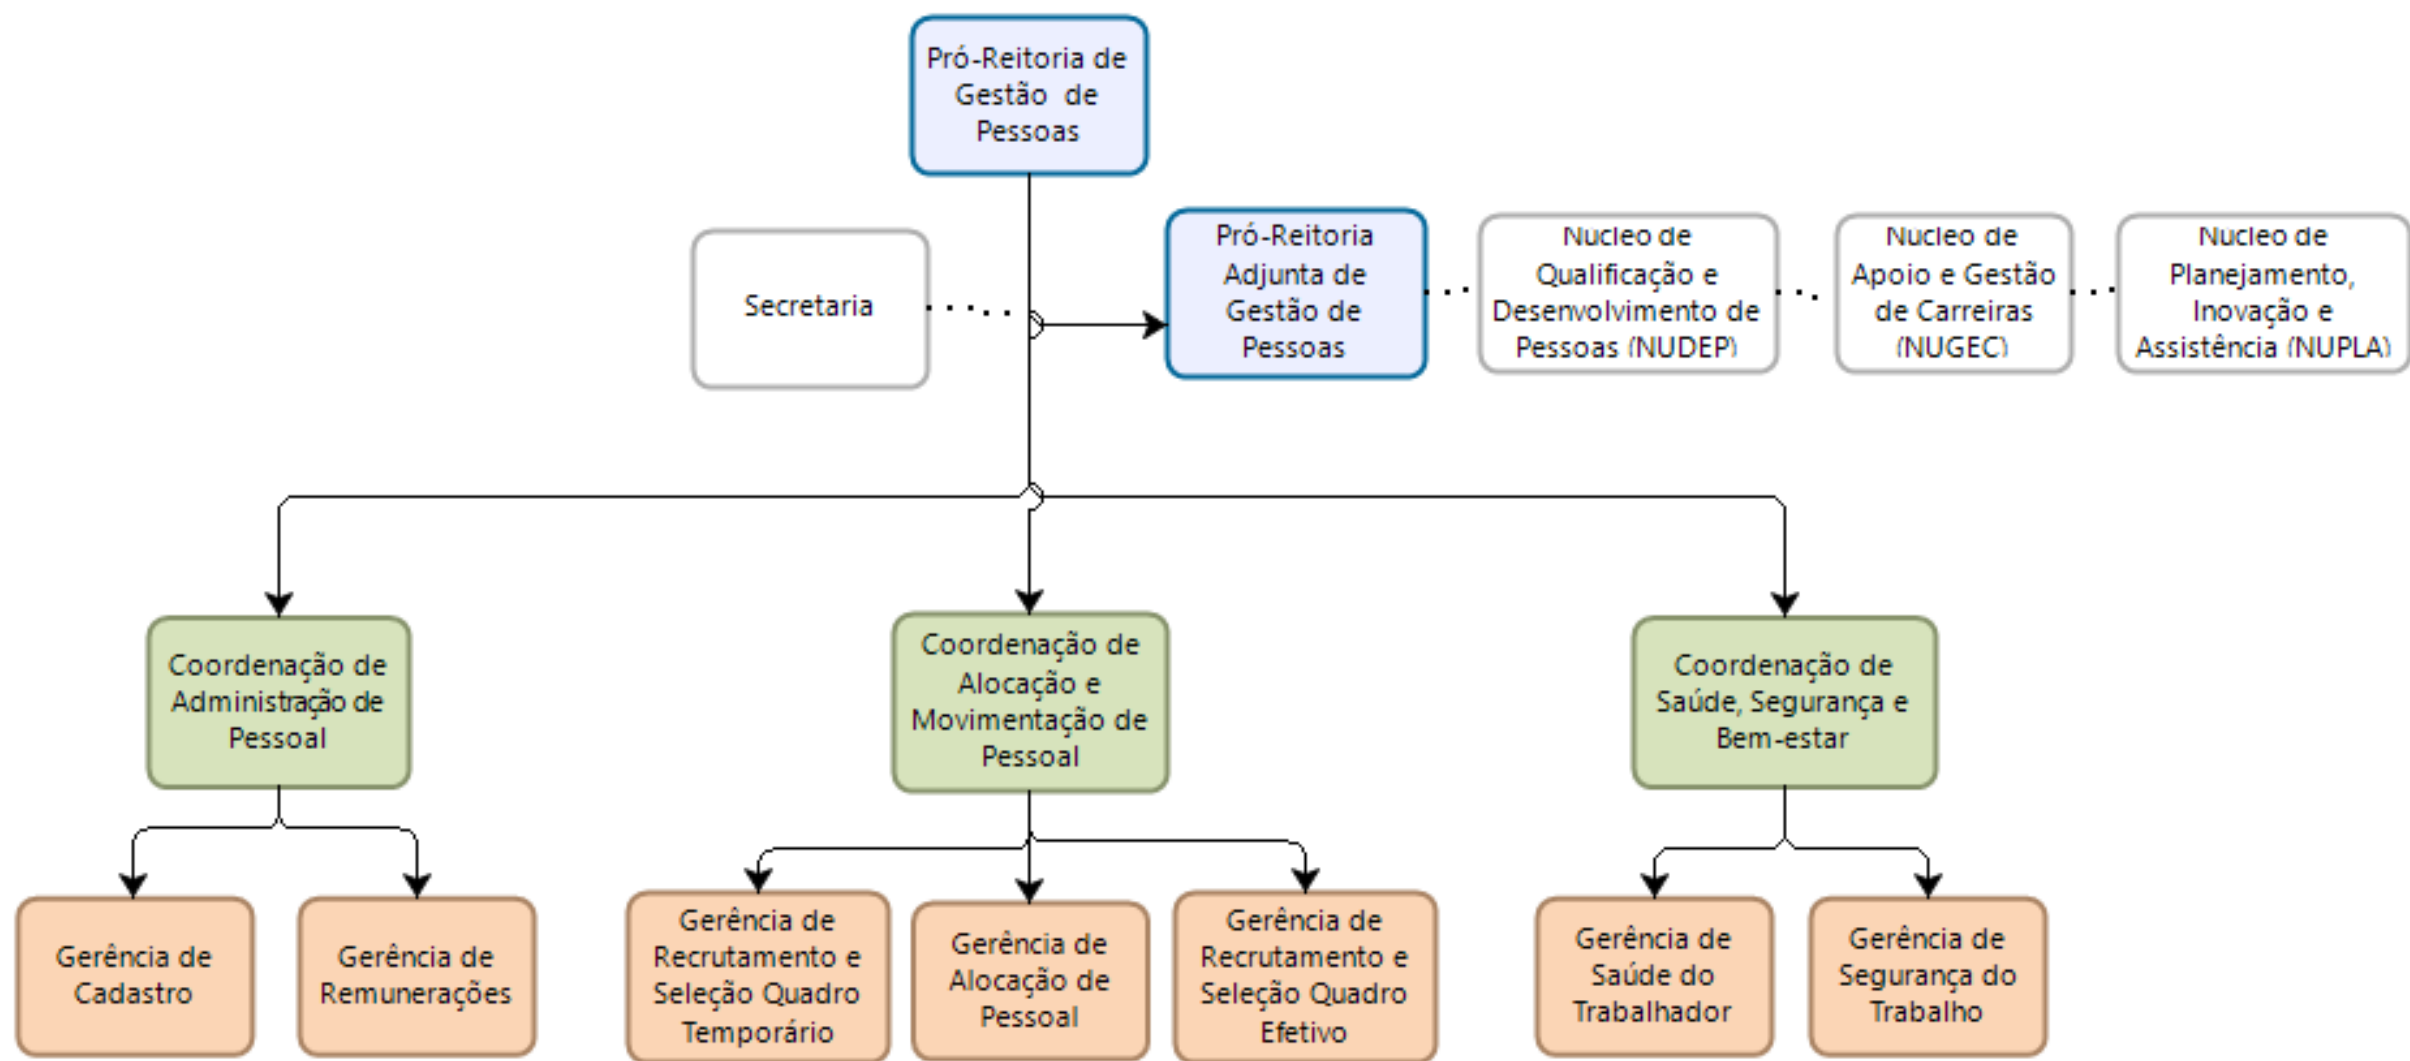 Pró-Reitoria de
Gestão de
Pessoas
Secretaria
Pró-Reitoria
Adjunta de
Gestão de
Pessoas
Nucleo de
Qualificação e
Desenvolvimento de
Pessoas (NUDEP)
Nucleo de
Apoio e Gestão
de Carreiras
(NUGEC)
Nucleo de
Planejamento,
Inovação e
Assistência (NUPLA)
Coordenação de
Administração de
Pessoal
Coordenação de
Alocação e
Movimentação de
Pessoal
Coordenação de
Saúde, Segurança e
Bem-estar
Gerência de
Cadastro
Gerência de
Remunerações
Gerência de
Recrutamento e
Seleção Quadro
Temporário
Gerência de
Alocação de
Pessoal
Gerência de
Recrutamento e
Seleção Quadro
Efetivo
Gerência de
Saúde do
Trabalhador
Gerência de
Segurança do
Trabalho